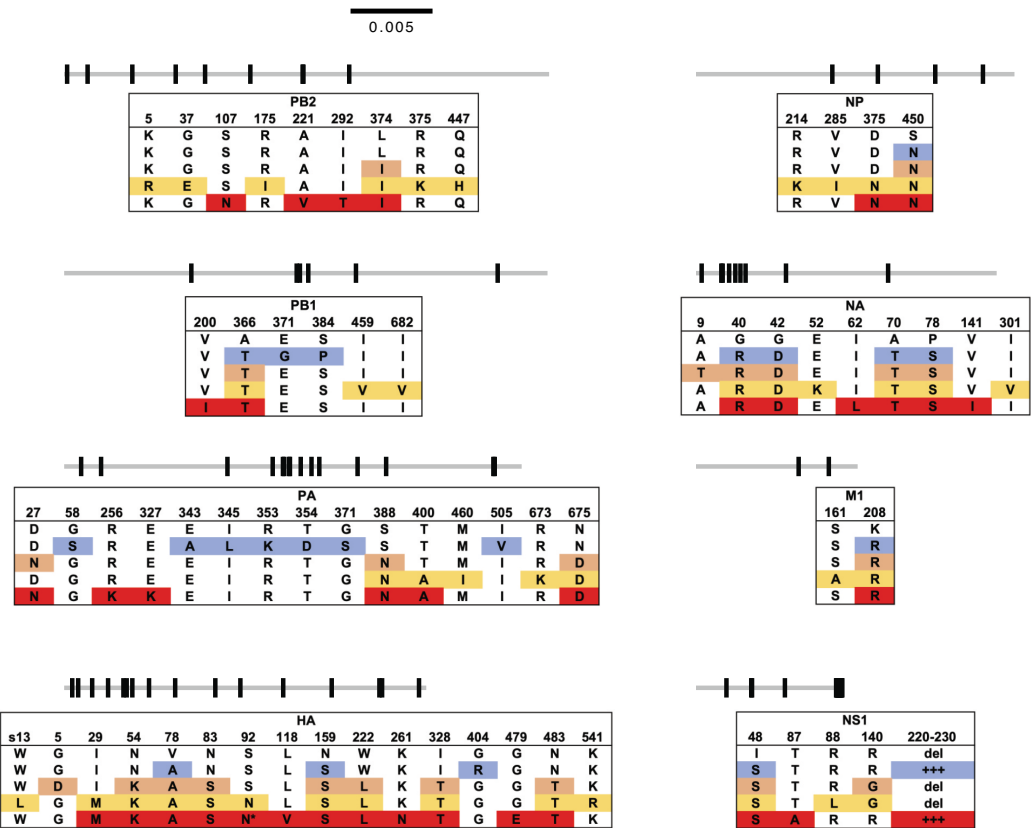 0.005
PB2
5 37 107 175 221 292 374 375 447
K G S R A I L R Q
K G S R A I L R Q
K G S R A I I R Q
R E S I A I I K H
K G N R V T I R Q
NP
214 285 375 450
R V D S
R V D N
R V D N
K I N N
R V N N
PB1
200 366 371 384 459 682
V A E S I I
V T G P I I
V T E S I I
V T E S V V
I T E S I I
NA
9 40 42 52 62 70 78 141 301
A G G E I A P V I
A R D E I T S V I
T R D E I T S V I
A R D K I T S V V
A R D E L T S I I
PA
27 58 256 327 343 345 353 354 371 388 400 460 505 673 675
D G R E E I R T G S T M I R N
D S R E A L K D S S T M V R N
N G R E E I R T G N T M I R D
D G R E E I R T G N A I I K D
N G K K E I R T G N A M I R D
M1
161 208
S K
S R
S R
A R
S R
HA
s13 5 29 54 78 83 92 118 159 222 261 328 404 479 483 541
W G I N V N S L N W K I G G N K
W G I N A N S L S W K I R G N K
W D I K A S S L S L K T G G T K
L G M K A S N L S L K T G G T R
W G M K A S N* V S L N T G E T K
NS1
48 87 88 140 220-230
I T R R del
S T R R +++
S T R G del
S T L G del
S A R R +++